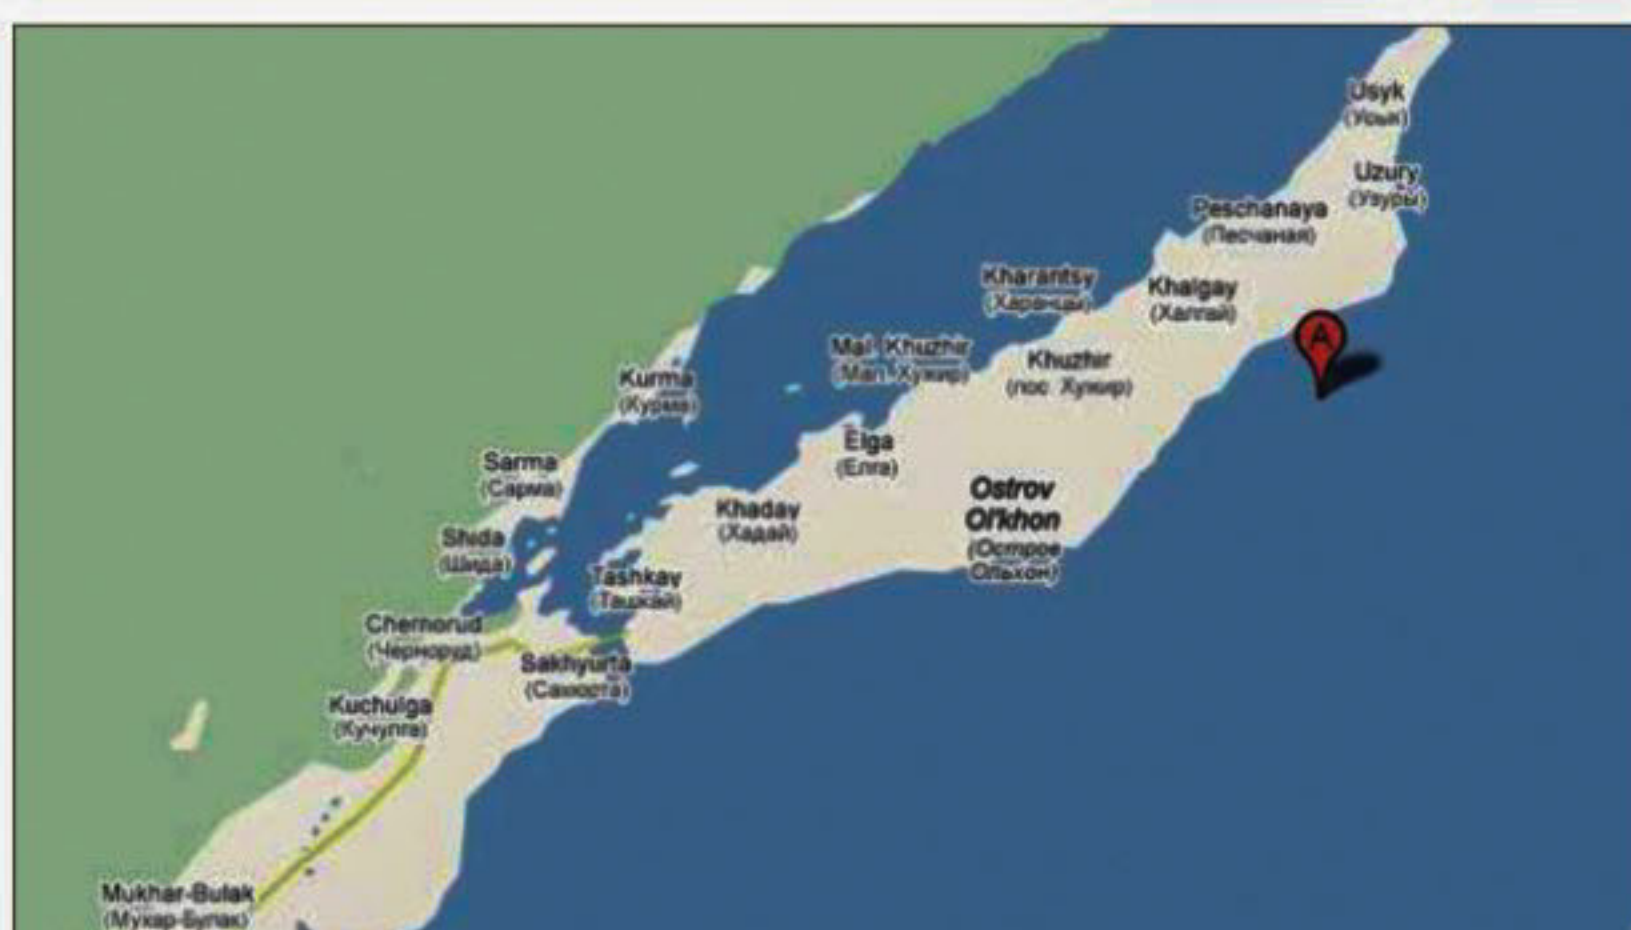 Usyk
(Урык)
Uzury
(Узуры)
Peschanaya
(Песчаная)
Kharantsy
(Харанцы)
Khalgay
(Халгай)
Mal. Khuzhir
(Мал. Хужир)
Khuzhir
(пос. Хужир)
A
Kurma
(Курма)
Elga
(Елга)
Sarma
(Сарма)
Ostrov
Ol'khon
(Остров
Ольхон)
Khaday
(Хадай)
Shida
(Шида)
Tashkay
(Ташкай)
Chernorud
(Черноруд)
Sakhyurta
(Сахюрта)
Kuchulga
(Кучулга)
Mukhar-Bulak
(Мухар-Булак)